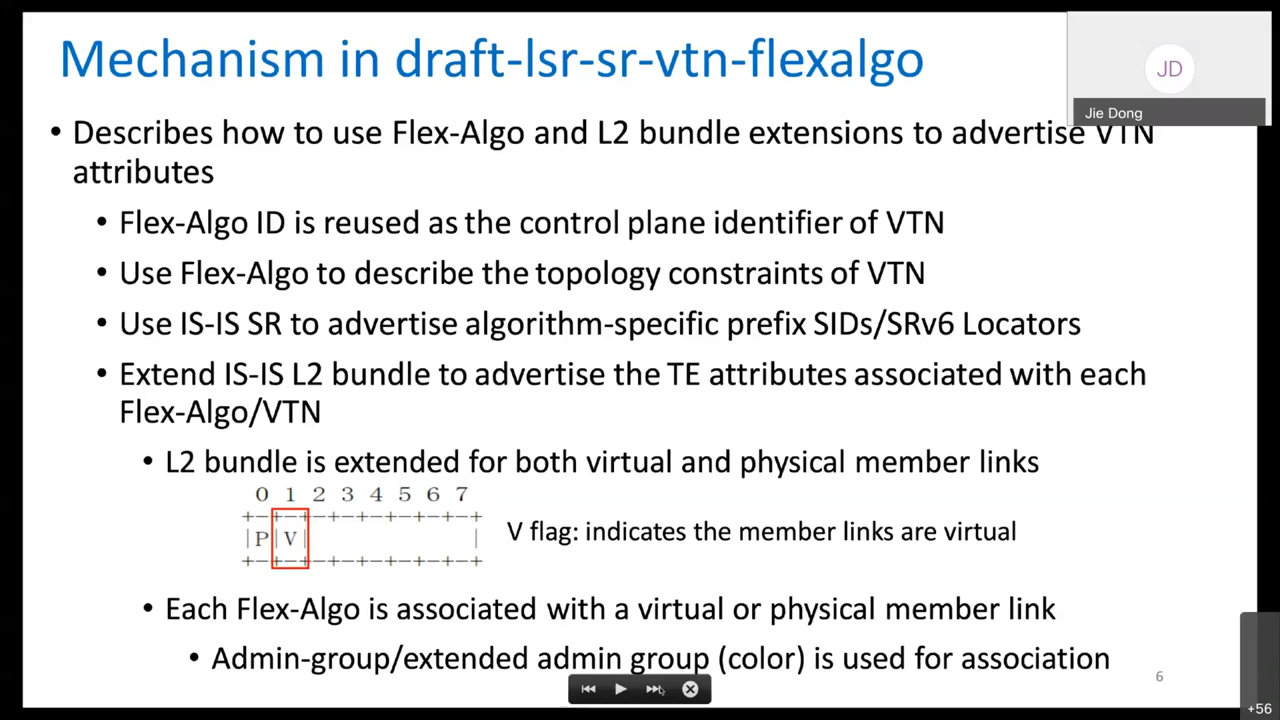 Mechanism in draft-lsr-sr-vtn-flexalgo
JD
Jie Dong
• Describes how to use Flex-Algo and L2 bundle extensions to advertise VTN
attributes
• Flex-Algo ID is reused as the control plane identifier of VTN
• Use Flex-Algo to describe the topology constraints of VTN
• Use IS-IS SR to advertise algorithm-specific prefix SIDs/SRv6 Locators
• Extend IS-IS L2 bundle to advertise the TE attributes associated with each
Flex-Algo/VTN
• L2 bundle is extended for both virtual and physical member links
0 1 2 3 4 5 6 7
+-+-+-+-+-+-+-+-+
|P|V|           |
+-+-+-+-+-+-+-+-+
V flag: indicates the member links are virtual
• Each Flex-Algo is associated with a virtual or physical member link
• Admin-group/extended admin group (color) is used for association
6
+56